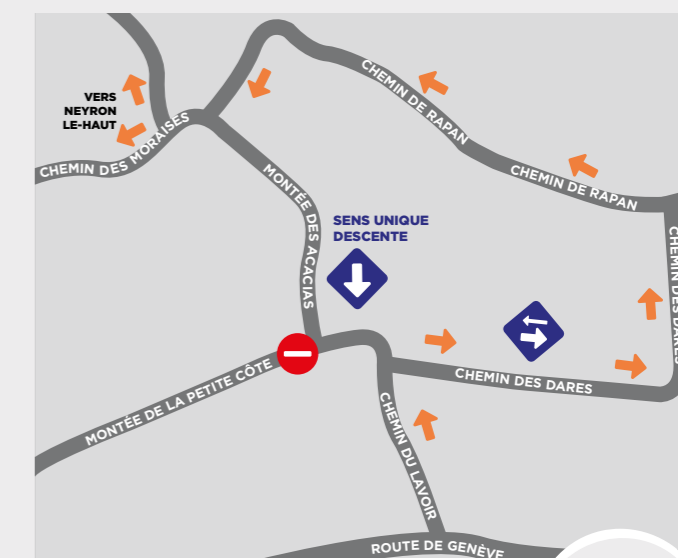 CHEMIN DE RAPAN
VERS
NEYRON
LE-HAUT
CHEMIN DES MORAISES
MONTÉE DES ACACIAS
CHEMIN DE RAPAN
SENS UNIQUE
DESCENTE
CHEMIN DES DARES
MONTÉE DE LA PETITE CÔTE
CHEMIN DES DARES
CHEMIN DU LAVOIR
ROUTE DE GENÈVE